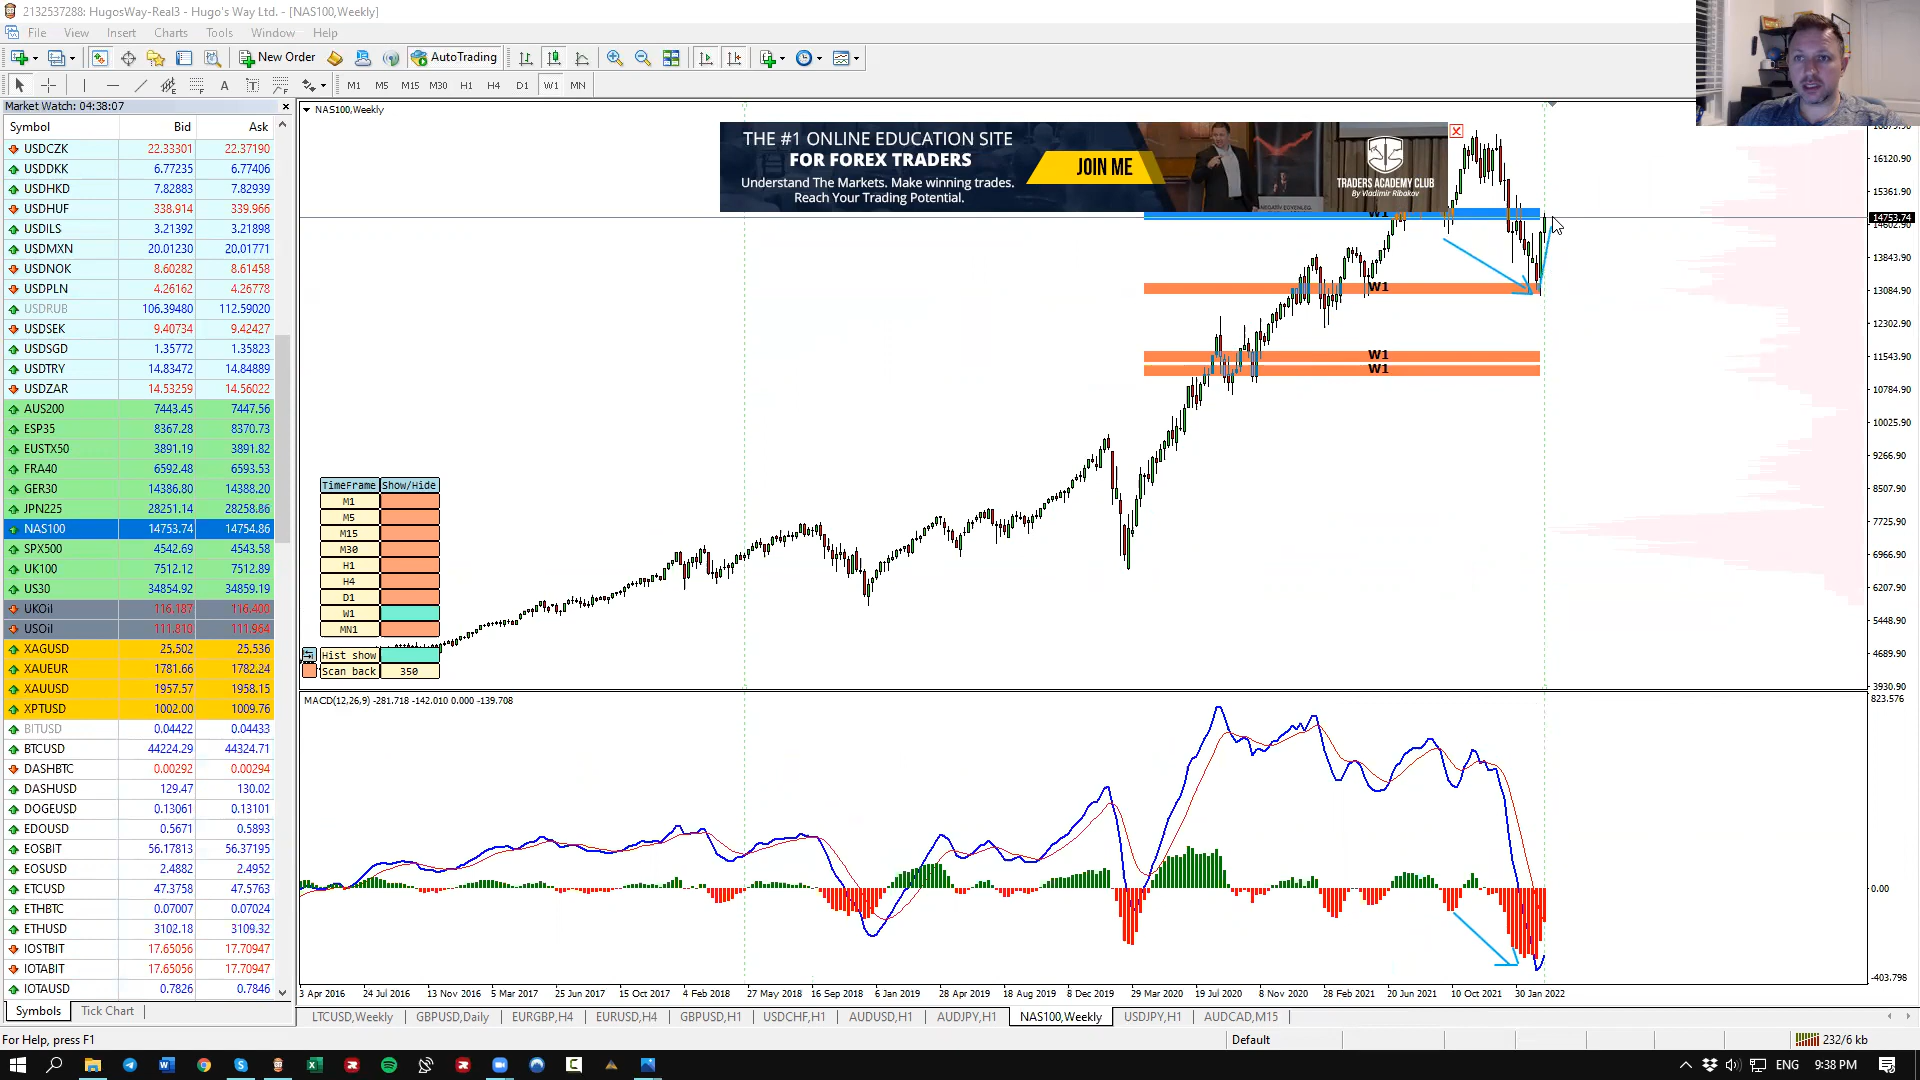 2132537288: HugosWay-Real3 - Hugo's Way Ltd. - [NAS100,Weekly]
File View Insert Charts Tools Window Help
New Order AutoTrading
M1 M5 M15 M30 H1 H4 D1 W1 MN
Market Watch: 04:38:07
Symbol Bid Ask
USDCZK 22.33301 22.37190
USDDKK 6.77235 6.77406
USDHKD 7.82883 7.82939
USDHUF 338.914 339.966
USDILS 3.21392 3.21898
USDMXN 20.01230 20.01771
USDNOK 8.60282 8.61458
USDPLN 4.26162 4.26778
USDRUB 106.39480 112.59020
USDSEK 9.40734 9.42427
USDSGD 1.35772 1.35823
USDTRY 14.83472 14.84889
USDZAR 14.53259 14.56022
AUS200 7443.45 7447.56
ESP35 8367.28 8370.73
EUSTX50 3891.19 3891.82
FRA40 6592.48 6593.53
GER30 14386.80 14388.20
JPN225 28251.14 28258.86
NAS100 14753.74 14754.86
SPX500 4542.69 4543.58
UK100 7512.12 7512.89
US30 34854.92 34859.19
UKOil 116.187 116.400
USOil 111.810 111.964
XAGUSD 25.502 25.536
XAUEUR 1781.66 1782.24
XAUUSD 1957.57 1958.15
XPTUSD 1002.00 1009.76
BITUSD 0.04422 0.04433
BTCUSD 44224.29 44324.71
DASHBTC 0.00292 0.00294
DASHUSD 129.47 130.02
DOGEUSD 0.13061 0.13101
EDOUSD 0.5671 0.5893
EOSBIT 56.17813 56.37195
EOSUSD 2.4882 2.4952
ETCUSD 47.3758 47.5763
ETHBTC 0.07007 0.07024
ETHUSD 3102.18 3109.32
IOSTBIT 17.65056 17.70947
IOTABIT 17.65056 17.70947
IOTAUSD 0.7826 0.7846
Symbols Tick Chart
NAS100,Weekly
THE #1 ONLINE EDUCATION SITE
FOR FOREX TRADERS
Understand The Markets. Make winning trades.
Reach Your Trading Potential.
JOIN ME
TRADERS ACADEMY CLUB
By Vladimir Ribakov
W1
W1
W1
W1
TimeFrame Show/Hide
M1
M5
M15
M30
H1
H4
D1
W1
MN1
Hist show
Scan back 350
16120.90
15361.90
14753.74
14602.90
13843.90
13084.90
12302.90
11543.90
10784.90
10025.90
9266.90
8507.90
7725.90
6966.90
6207.90
5448.90
4689.90
3930.90
MACD(12,26,9) -281.718 -142.010 0.000 -139.708
823.576
0.00
-403.798
3 Apr 2016 24 Jul 2016 13 Nov 2016 5 Mar 2017 25 Jun 2017 15 Oct 2017 4 Feb 2018 27 May 2018 16 Sep 2018 6 Jan 2019 28 Apr 2019 18 Aug 2019 8 Dec 2019 29 Mar 2020 19 Jul 2020 8 Nov 2020 28 Feb 2021 20 Jun 2021 10 Oct 2021 30 Jan 2022
LTCUSD,Weekly GBPUSD,Daily EURGBP,H4 EURUSD,H4 GBPUSD,H1 USDCHF,H1 AUDUSD,H1 AUDJPY,H1 NAS100,Weekly USDJPY,H1 AUDCAD,M15
For Help, press F1 Default 232/6 kb
ENG 9:38 PM